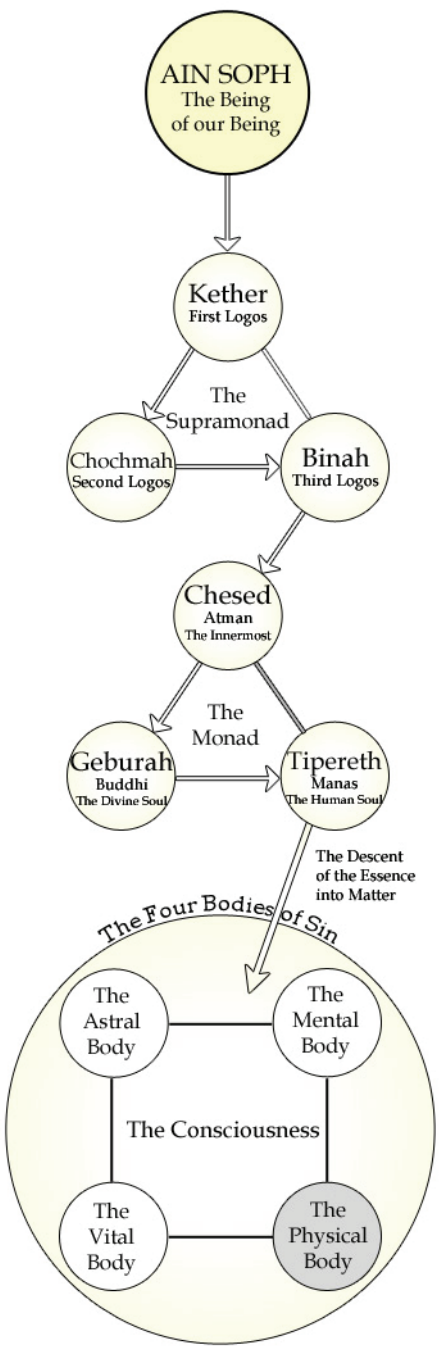 AIN SOPH
The Being
of our Being
Kether
First Logos
The
Supramonad
Chochmah
Second Logos
Binah
Third Logos
Chesed
Atman
The Innermost
The
Monad
Geburah
Buddhi
The Divine Soul
Tipereth
Manas
The Human Soul
The Descent
of the Essence
into Matter
The Four Bodies of Sin
The
Astral
Body
The
Mental
Body
The Consciousness
The
Vital
Body
The
Physical
Body